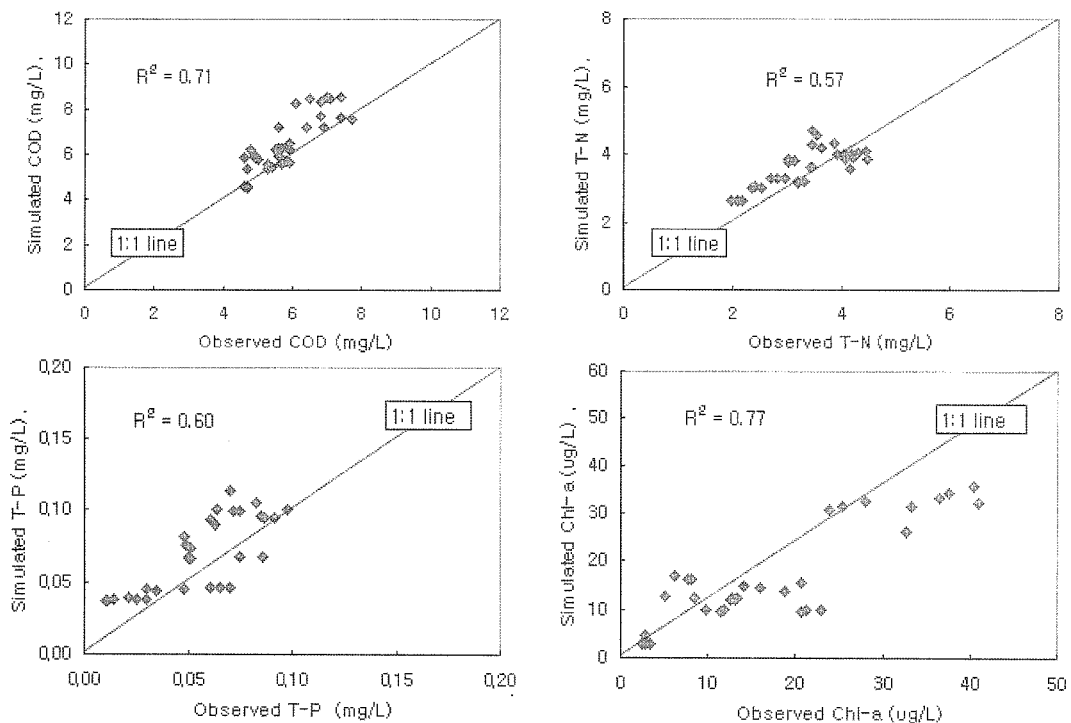 12
10
8
6
4
2
0
Simulated COD (mg/L).
R² = 0.71
1:1 line
0 2 4 6 8 10 12
Observed COD (mg/L)
8
6
4
2
0
Simulated T-N (mg/L).
R² = 0.57
1:1 line
0 2 4 6 8
Observed T-N (mg/L)
0,20
0,15
0,10
0,05
0,00
Simulated T-P (mg/L).
R² = 0.60
1:1 line
0,00 0,05 0,10 0,15 0,20
Observed T-P (mg/L)
60
50
40
30
20
10
0
Simulated Chl-a (ug/L).
R² = 0.77
1:1 line
0 10 20 30 40 50
Observed Chl-a (ug/L)